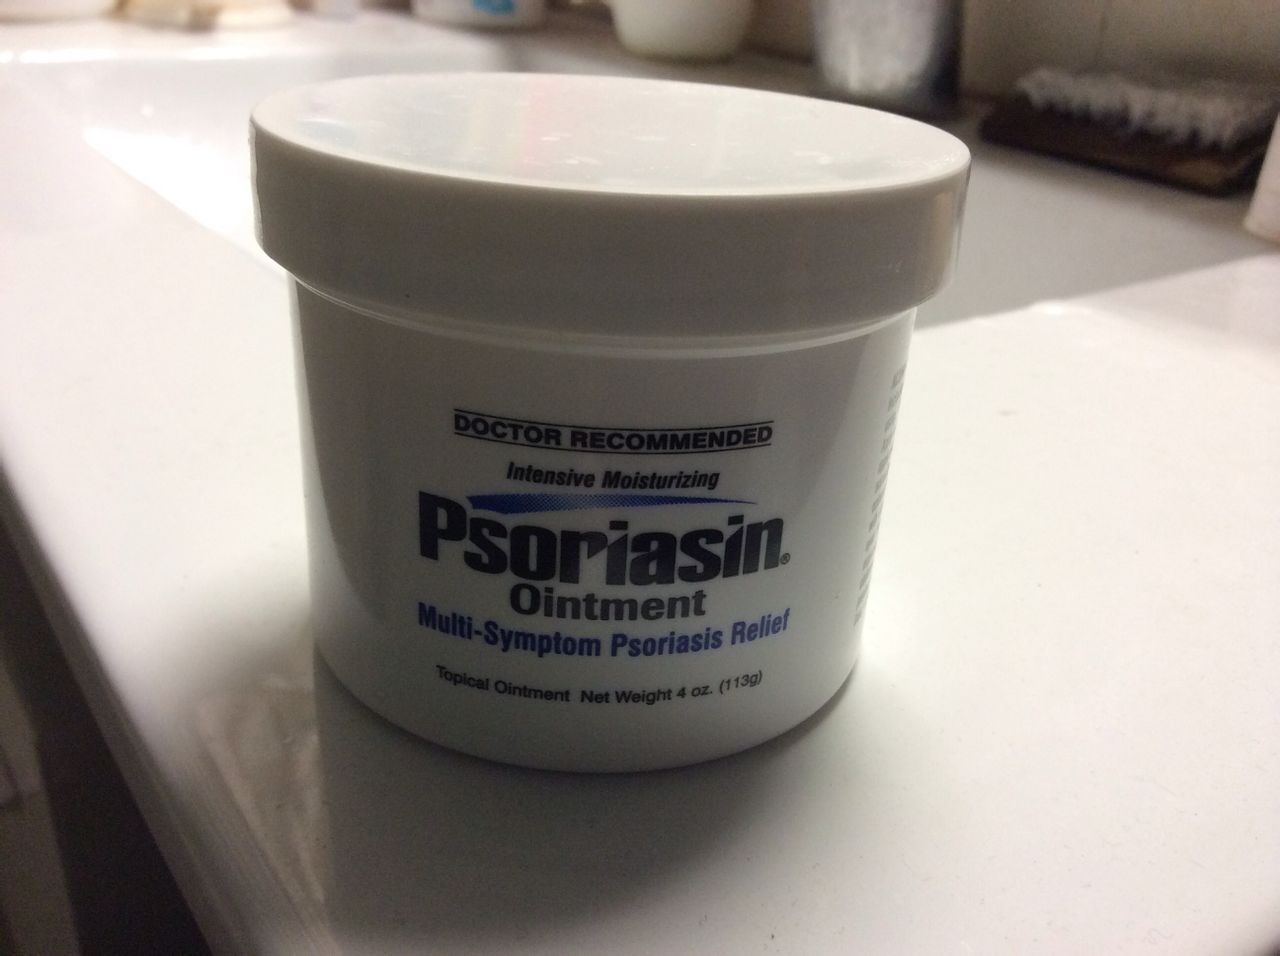 DOCTOR RECOMMENDED
Intensive Moisturizing
Psoriasin®
Ointment
Multi-Symptom Psoriasis Relief
Topical Ointment Net Weight 4 oz. (113g)